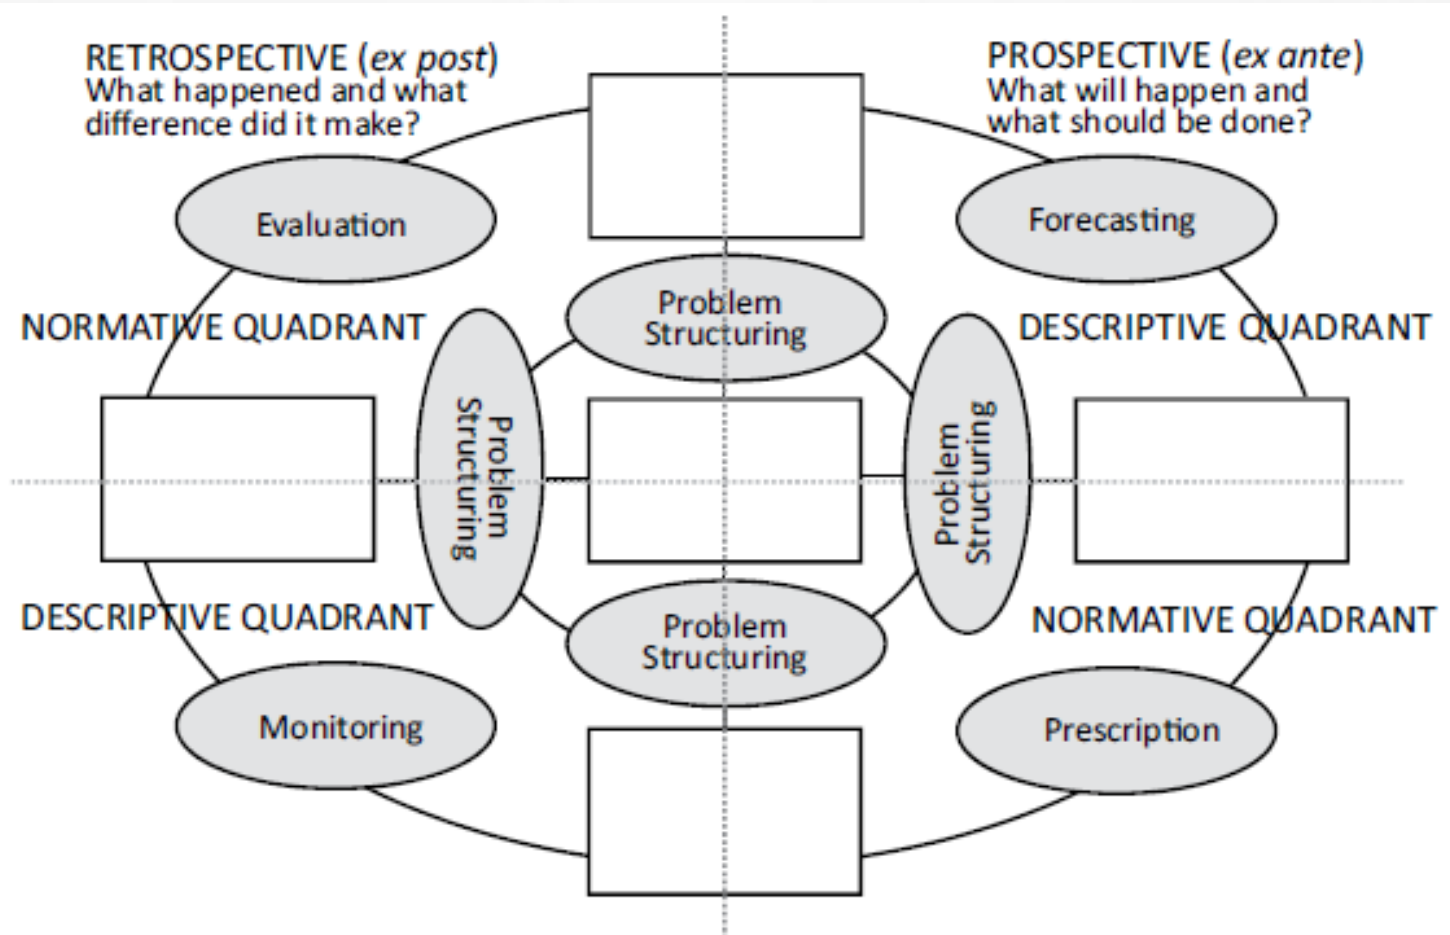 RETROSPECTIVE (ex post)
What happened and what
difference did it make?
PROSPECTIVE (ex ante)
What will happen and
what should be done?
Evaluation
Forecasting
Problem
Structuring
NORMATIVE QUADRANT
DESCRIPTIVE QUADRANT
Problem
Structuring
Problem
Structuring
DESCRIPTIVE QUADRANT
NORMATIVE QUADRANT
Problem
Structuring
Monitoring
Prescription